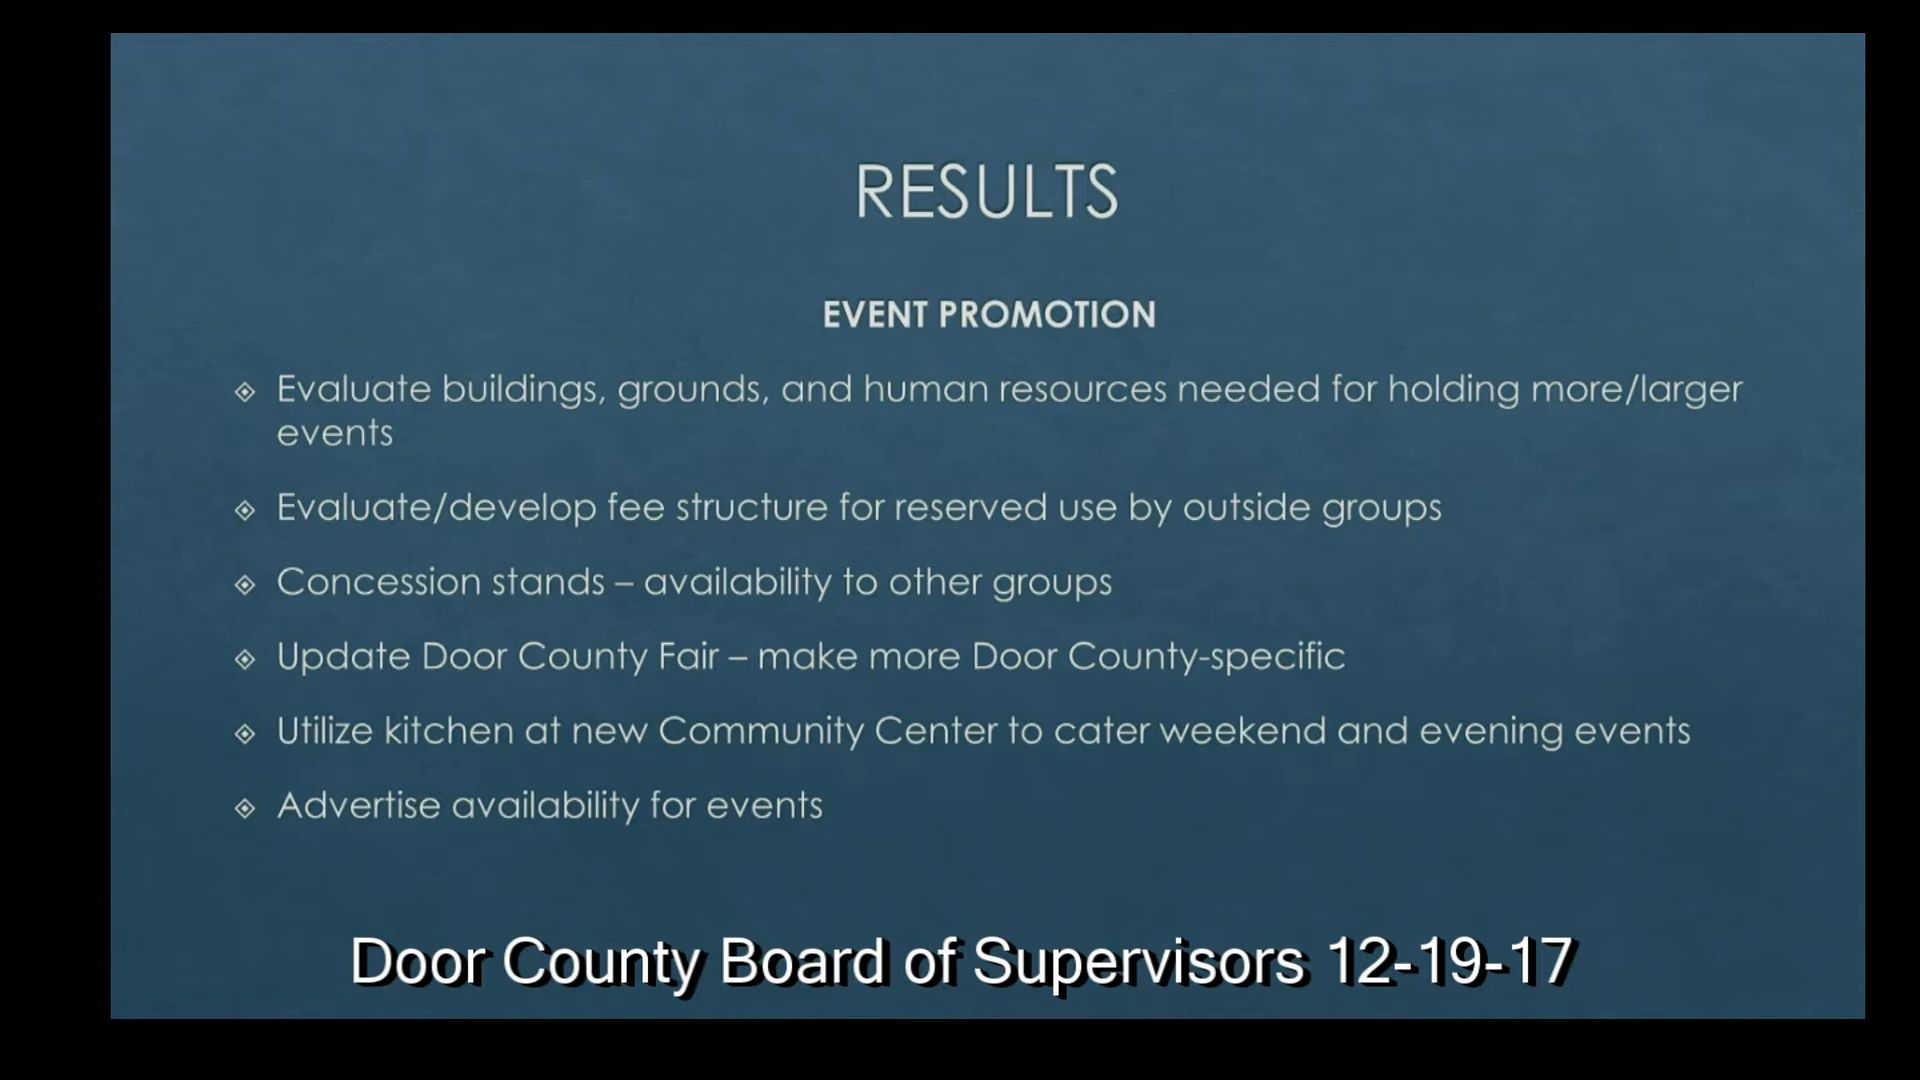 RESULTS
EVENT PROMOTION
Evaluate buildings, grounds, and human resources needed for holding more/larger
events
Evaluate/develop fee structure for reserved use by outside groups
Concession stands – availability to other groups
Update Door County Fair – make more Door County-specific
Utilize kitchen at new Community Center to cater weekend and evening events
Advertise availability for events
Door County Board of Supervisors 12-19-17